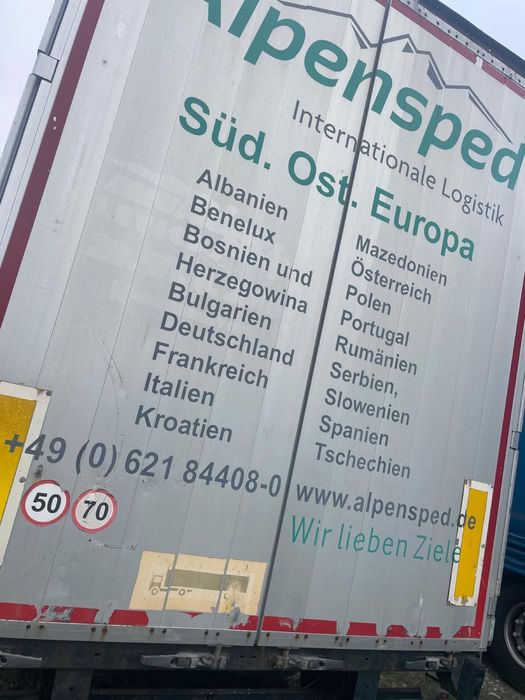 Alpensped
Internationale Logistik
Süd. Ost. Europa
Albanien
Benelux
Bosnien und
Herzegowina
Bulgarien
Deutschland
Frankreich
Italien
Kroatien
Mazedonien
Österreich
Polen
Portugal
Rumänien
Serbien,
Slowenien
Spanien
Tschechien
+49 (0) 621 84408-0
www.alpensped.de
Wir lieben Ziele
50
70